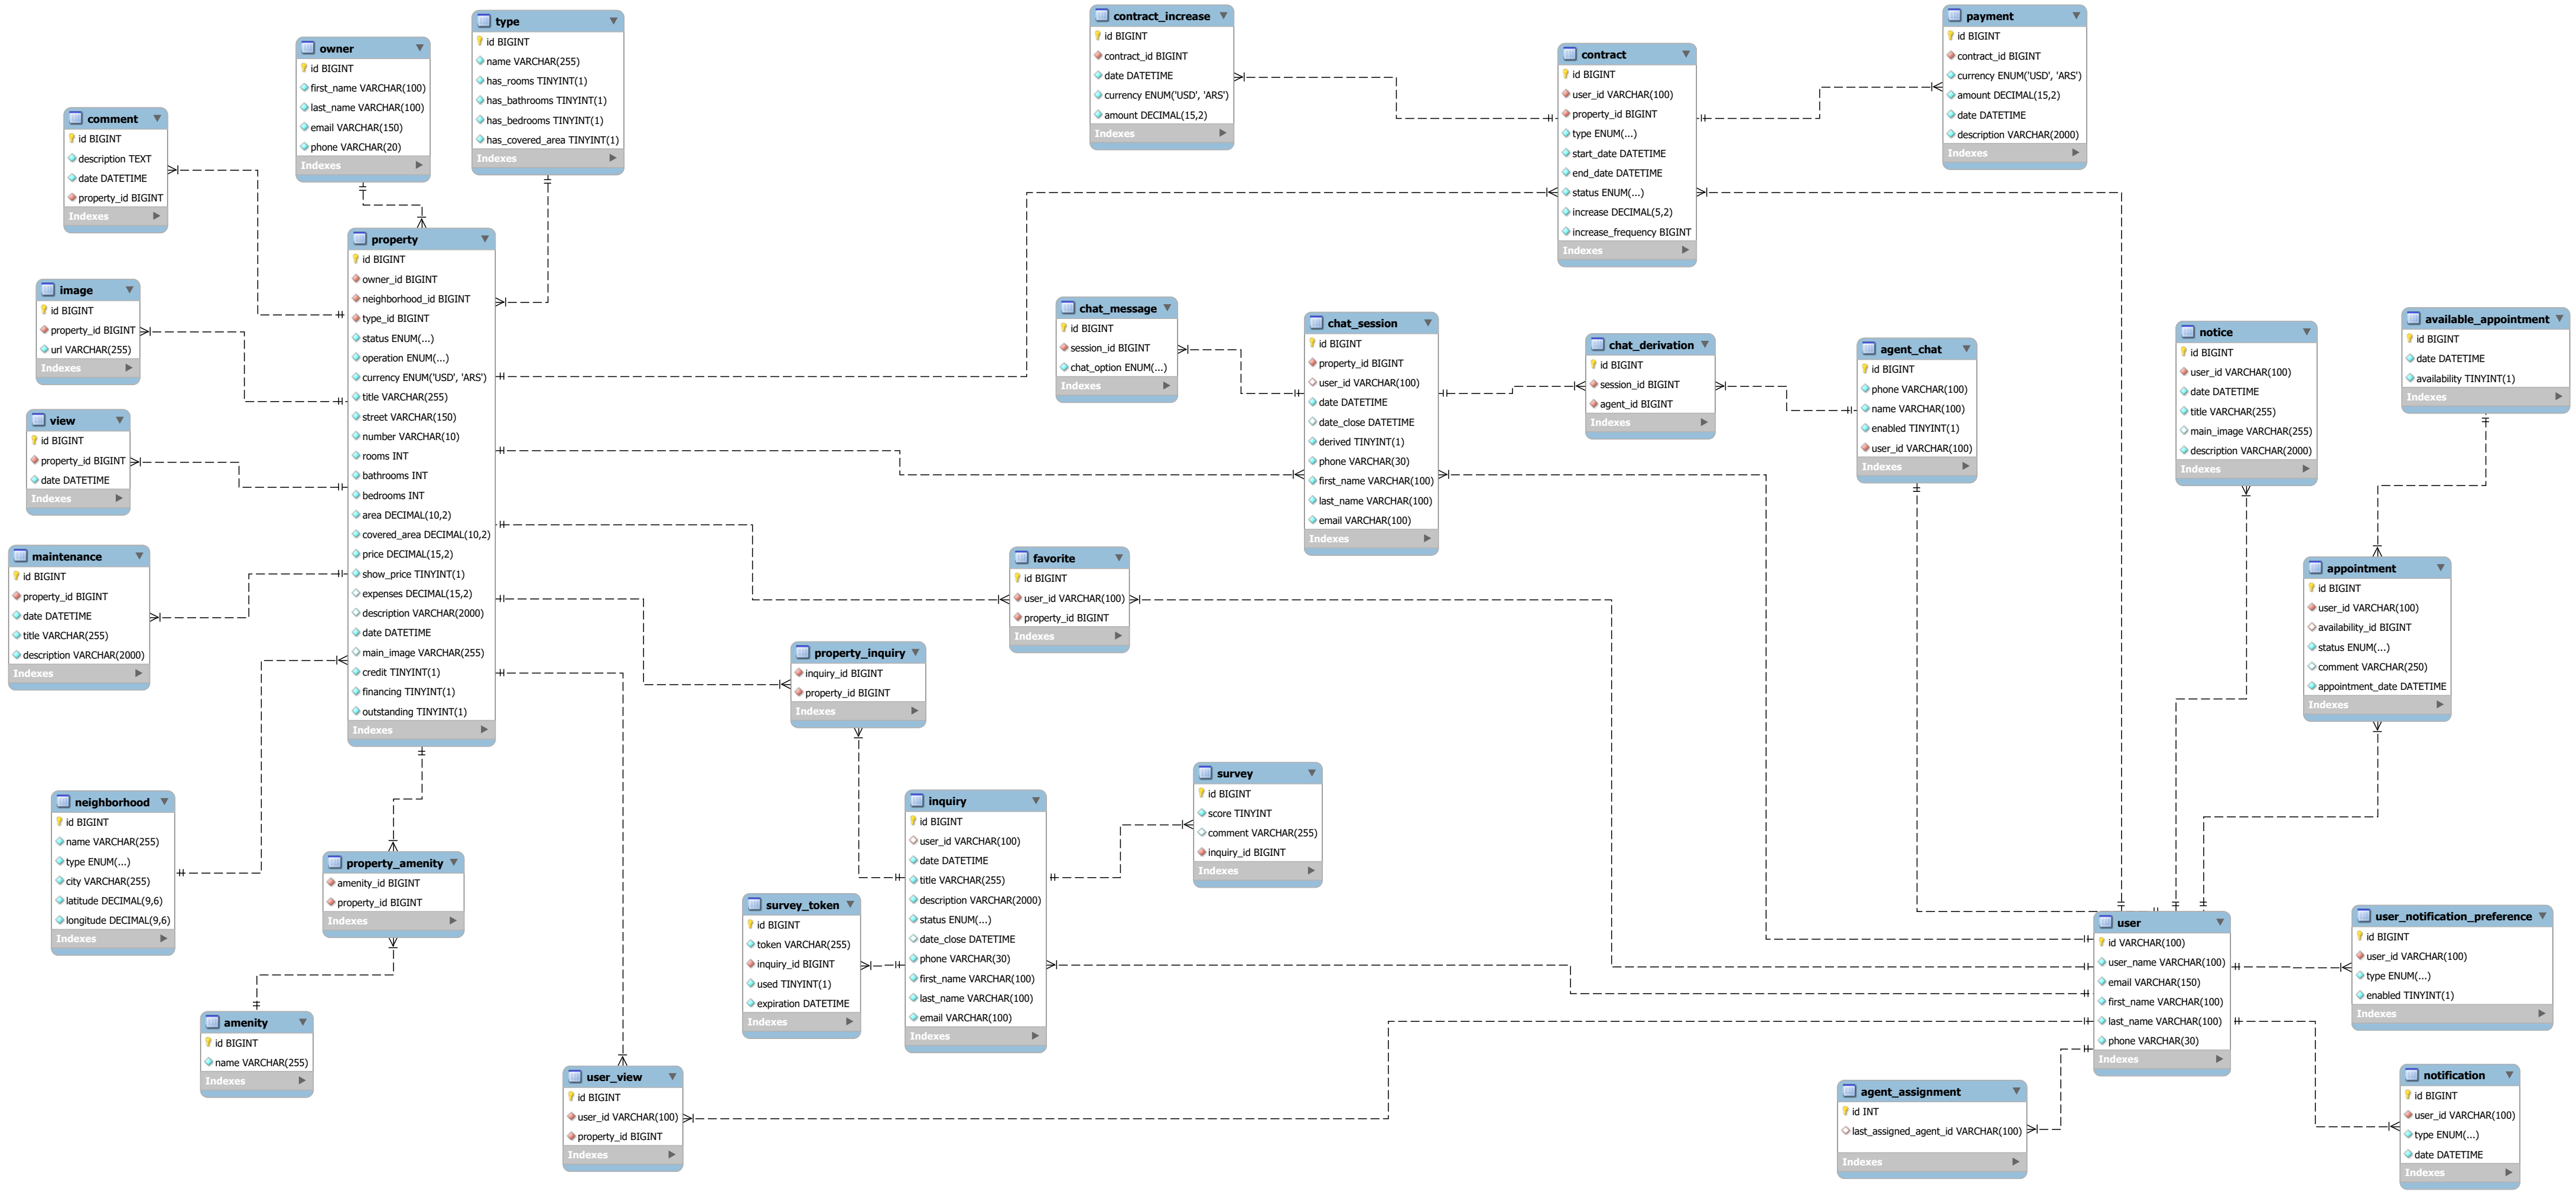 type
id BIGINT
name VARCHAR(255)
has_rooms TINYINT(1)
has_bathrooms TINYINT(1)
has_bedrooms TINYINT(1)
has_covered_area TINYINT(1)
Indexes
owner
id BIGINT
first_name VARCHAR(100)
last_name VARCHAR(100)
email VARCHAR(150)
phone VARCHAR(20)
Indexes
comment
id BIGINT
description TEXT
date DATETIME
property_id BIGINT
Indexes
property
id BIGINT
owner_id BIGINT
neighborhood_id BIGINT
type_id BIGINT
status ENUM(...)
operation ENUM(...)
currency ENUM('USD', 'ARS')
title VARCHAR(255)
street VARCHAR(150)
number VARCHAR(10)
rooms INT
bathrooms INT
bedrooms INT
area DECIMAL(10,2)
covered_area DECIMAL(10,2)
price DECIMAL(15,2)
show_price TINYINT(1)
expenses DECIMAL(15,2)
description VARCHAR(2000)
date DATETIME
main_image VARCHAR(255)
credit TINYINT(1)
financing TINYINT(1)
outstanding TINYINT(1)
Indexes
image
id BIGINT
property_id BIGINT
url VARCHAR(255)
Indexes
view
id BIGINT
property_id BIGINT
date DATETIME
Indexes
maintenance
id BIGINT
property_id BIGINT
date DATETIME
title VARCHAR(255)
description VARCHAR(2000)
Indexes
neighborhood
id BIGINT
name VARCHAR(255)
type ENUM(...)
city VARCHAR(255)
latitude DECIMAL(9,6)
longitude DECIMAL(9,6)
Indexes
property_amenity
amenity_id BIGINT
property_id BIGINT
Indexes
amenity
id BIGINT
name VARCHAR(255)
Indexes
contract_increase
id BIGINT
contract_id BIGINT
date DATETIME
currency ENUM('USD', 'ARS')
amount DECIMAL(15,2)
Indexes
contract
id BIGINT
user_id VARCHAR(100)
property_id BIGINT
type ENUM(...)
start_date DATETIME
end_date DATETIME
status ENUM(...)
increase DECIMAL(5,2)
increase_frequency BIGINT
Indexes
payment
id BIGINT
contract_id BIGINT
currency ENUM('USD', 'ARS')
amount DECIMAL(15,2)
date DATETIME
description VARCHAR(2000)
Indexes
chat_message
id BIGINT
session_id BIGINT
chat_option ENUM(...)
Indexes
chat_session
id BIGINT
property_id BIGINT
user_id VARCHAR(100)
date DATETIME
date_close DATETIME
derived TINYINT(1)
phone VARCHAR(30)
first_name VARCHAR(100)
last_name VARCHAR(100)
email VARCHAR(100)
Indexes
chat_derivation
id BIGINT
session_id BIGINT
agent_id BIGINT
Indexes
agent_chat
id BIGINT
phone VARCHAR(100)
name VARCHAR(100)
enabled TINYINT(1)
user_id VARCHAR(100)
Indexes
notice
id BIGINT
user_id VARCHAR(100)
date DATETIME
title VARCHAR(255)
main_image VARCHAR(255)
description VARCHAR(2000)
Indexes
available_appointment
id BIGINT
date DATETIME
availability TINYINT(1)
Indexes
appointment
id BIGINT
user_id VARCHAR(100)
availability_id BIGINT
status ENUM(...)
comment VARCHAR(250)
appointment_date DATETIME
Indexes
favorite
id BIGINT
user_id VARCHAR(100)
property_id BIGINT
Indexes
property_inquiry
inquiry_id BIGINT
property_id BIGINT
Indexes
survey
id BIGINT
score TINYINT
comment VARCHAR(255)
inquiry_id BIGINT
Indexes
inquiry
id BIGINT
user_id VARCHAR(100)
date DATETIME
title VARCHAR(255)
description VARCHAR(2000)
status ENUM(...)
date_close DATETIME
phone VARCHAR(30)
first_name VARCHAR(100)
last_name VARCHAR(100)
email VARCHAR(100)
Indexes
survey_token
id BIGINT
token VARCHAR(255)
inquiry_id BIGINT
used TINYINT(1)
expiration DATETIME
Indexes
user_view
id BIGINT
user_id VARCHAR(100)
property_id BIGINT
Indexes
user
id VARCHAR(100)
user_name VARCHAR(100)
email VARCHAR(150)
first_name VARCHAR(100)
last_name VARCHAR(100)
phone VARCHAR(30)
Indexes
user_notification_preference
id BIGINT
user_id VARCHAR(100)
type ENUM(...)
enabled TINYINT(1)
Indexes
agent_assignment
id INT
last_assigned_agent_id VARCHAR(100)
Indexes
notification
id BIGINT
user_id VARCHAR(100)
type ENUM(...)
date DATETIME
Indexes